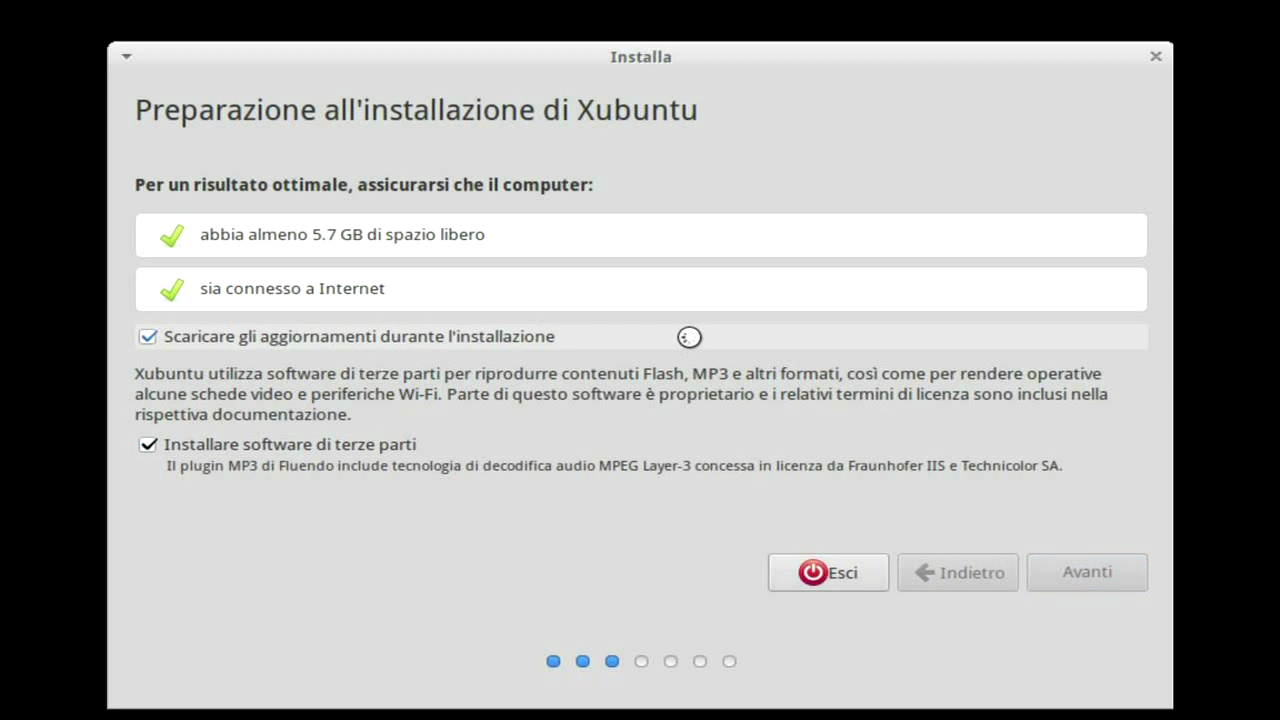 Installa
Preparazione all'installazione di Xubuntu
Per un risultato ottimale, assicurarsi che il computer:
abbia almeno 5.7 GB di spazio libero
sia connesso a Internet
Scaricare gli aggiornamenti durante l'installazione
Xubuntu utilizza software di terze parti per riprodurre contenuti Flash, MP3 e altri formati, così come per rendere operative
alcune schede video e periferiche Wi-Fi. Parte di questo software è proprietario e i relativi termini di licenza sono inclusi nella
rispettiva documentazione.
Installare software di terze parti
Il plugin MP3 di Fluendo include tecnologia di decodifica audio MPEG Layer-3 concessa in licenza da Fraunhofer IIS e Technicolor SA.
Esci Indietro Avanti